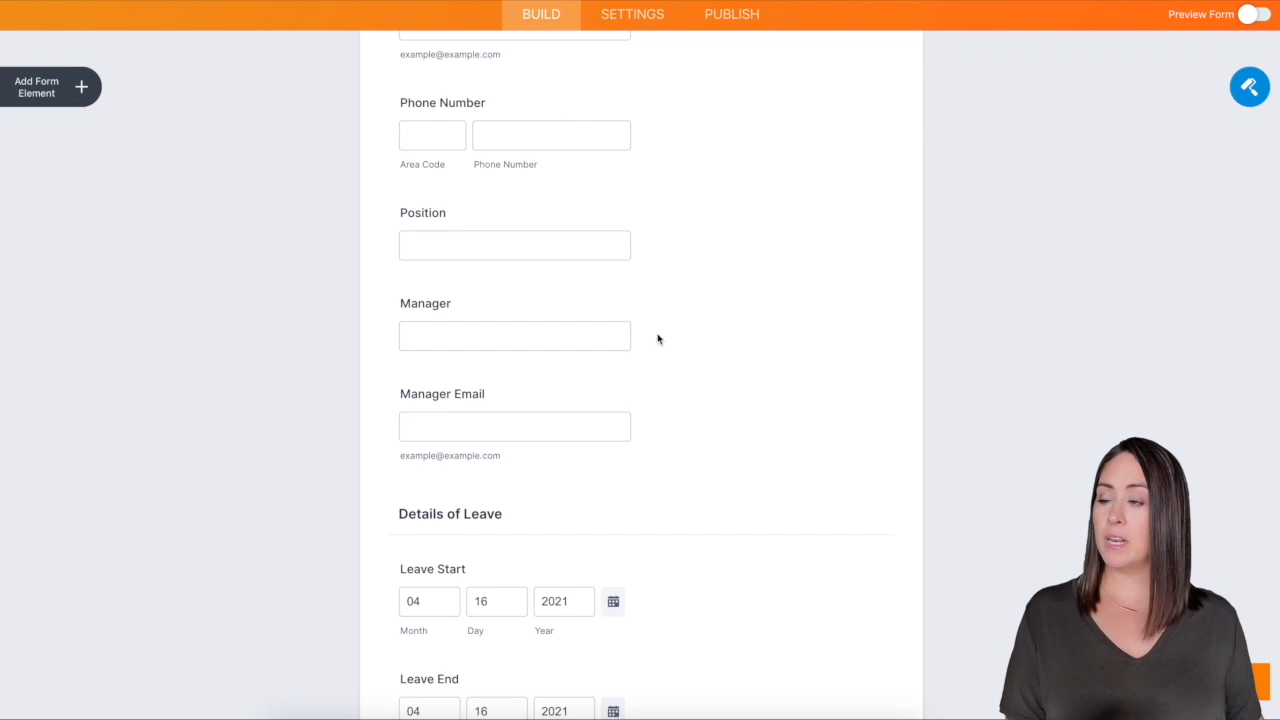 BUILD SETTINGS PUBLISH Preview Form
example@example.com
Add Form
Element
Phone Number
Area Code Phone Number
Position
Manager
Manager Email
example@example.com
Details of Leave
Leave Start
04 16 2021
Month Day Year
Leave End
04 16 2021